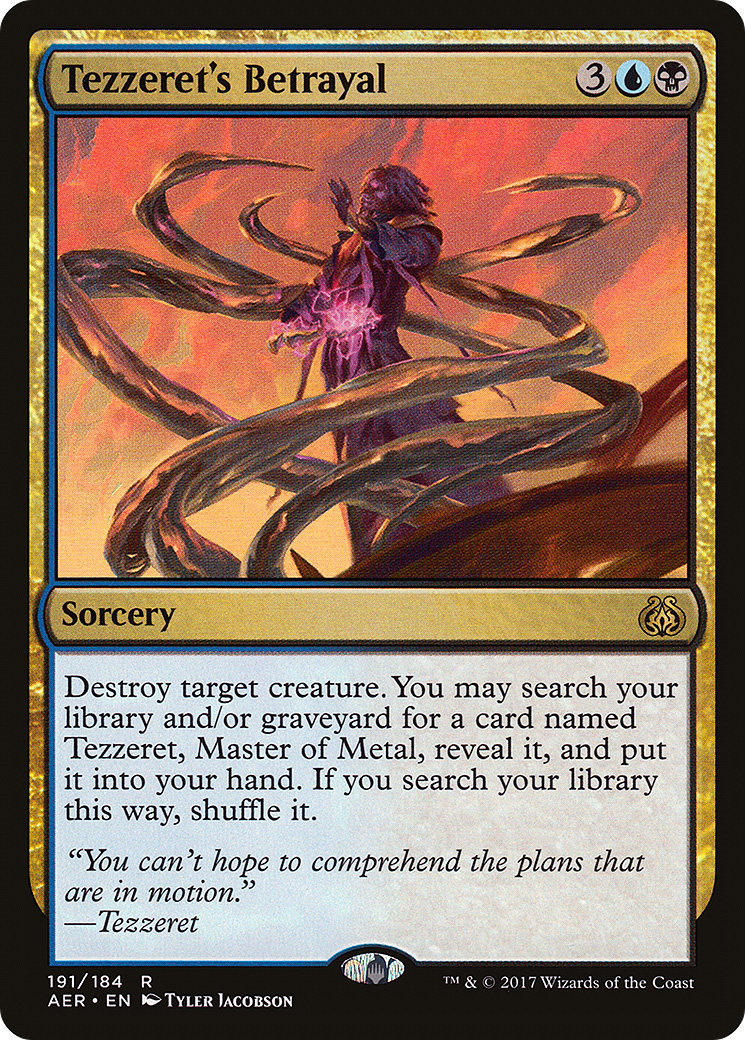 Tezzeret's Betrayal 3
Sorcery
Destroy target creature. You may search your
library and/or graveyard for a card named
Tezzeret, Master of Metal, reveal it, and put
it into your hand. If you search your library
this way, shuffle it.
“You can't hope to comprehend the plans that
are in motion.”
—Tezzeret
191/184 R
™ & © 2017 Wizards of the Coast
AER • EN Tyler Jacobson